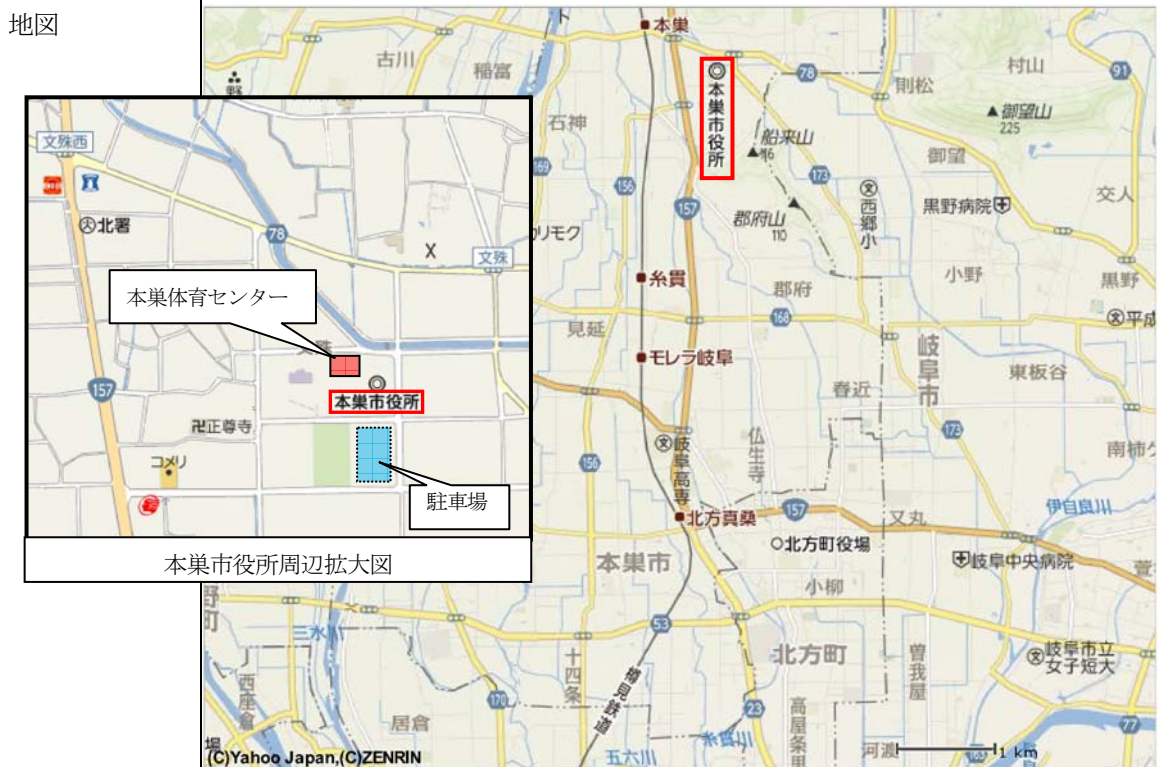 地図
本巣
古川
稲富
78
則松
村山
91
本巣市役所
御望山
225
石神
船来山
御望
169
156
173
西郷小
黒野病院
交人
157
郡府山
110
糸貫
郡府
小野
黒野
見延
168
モレラ岐阜
岐阜市
東板谷
春近
173
仏生寺
岐阜高専
156
北方真桑
157
又丸
伊自良川
北方町役場
岐阜中央病院
本巣市
小柳
53
三水川
十四条
樽見鉄道
北方町
曽我屋
岐阜市立
女子短大
西座倉
170
居倉
23
高屋条里
77
糸貫川
五六川
河渡
1 km
(C)Yahoo Japan,(C)ZENRIN
文殊西
北署
78
文殊
本巣体育センター
157
本巣市役所
正尊寺
コメリ
駐車場
本巣市役所周辺拡大図